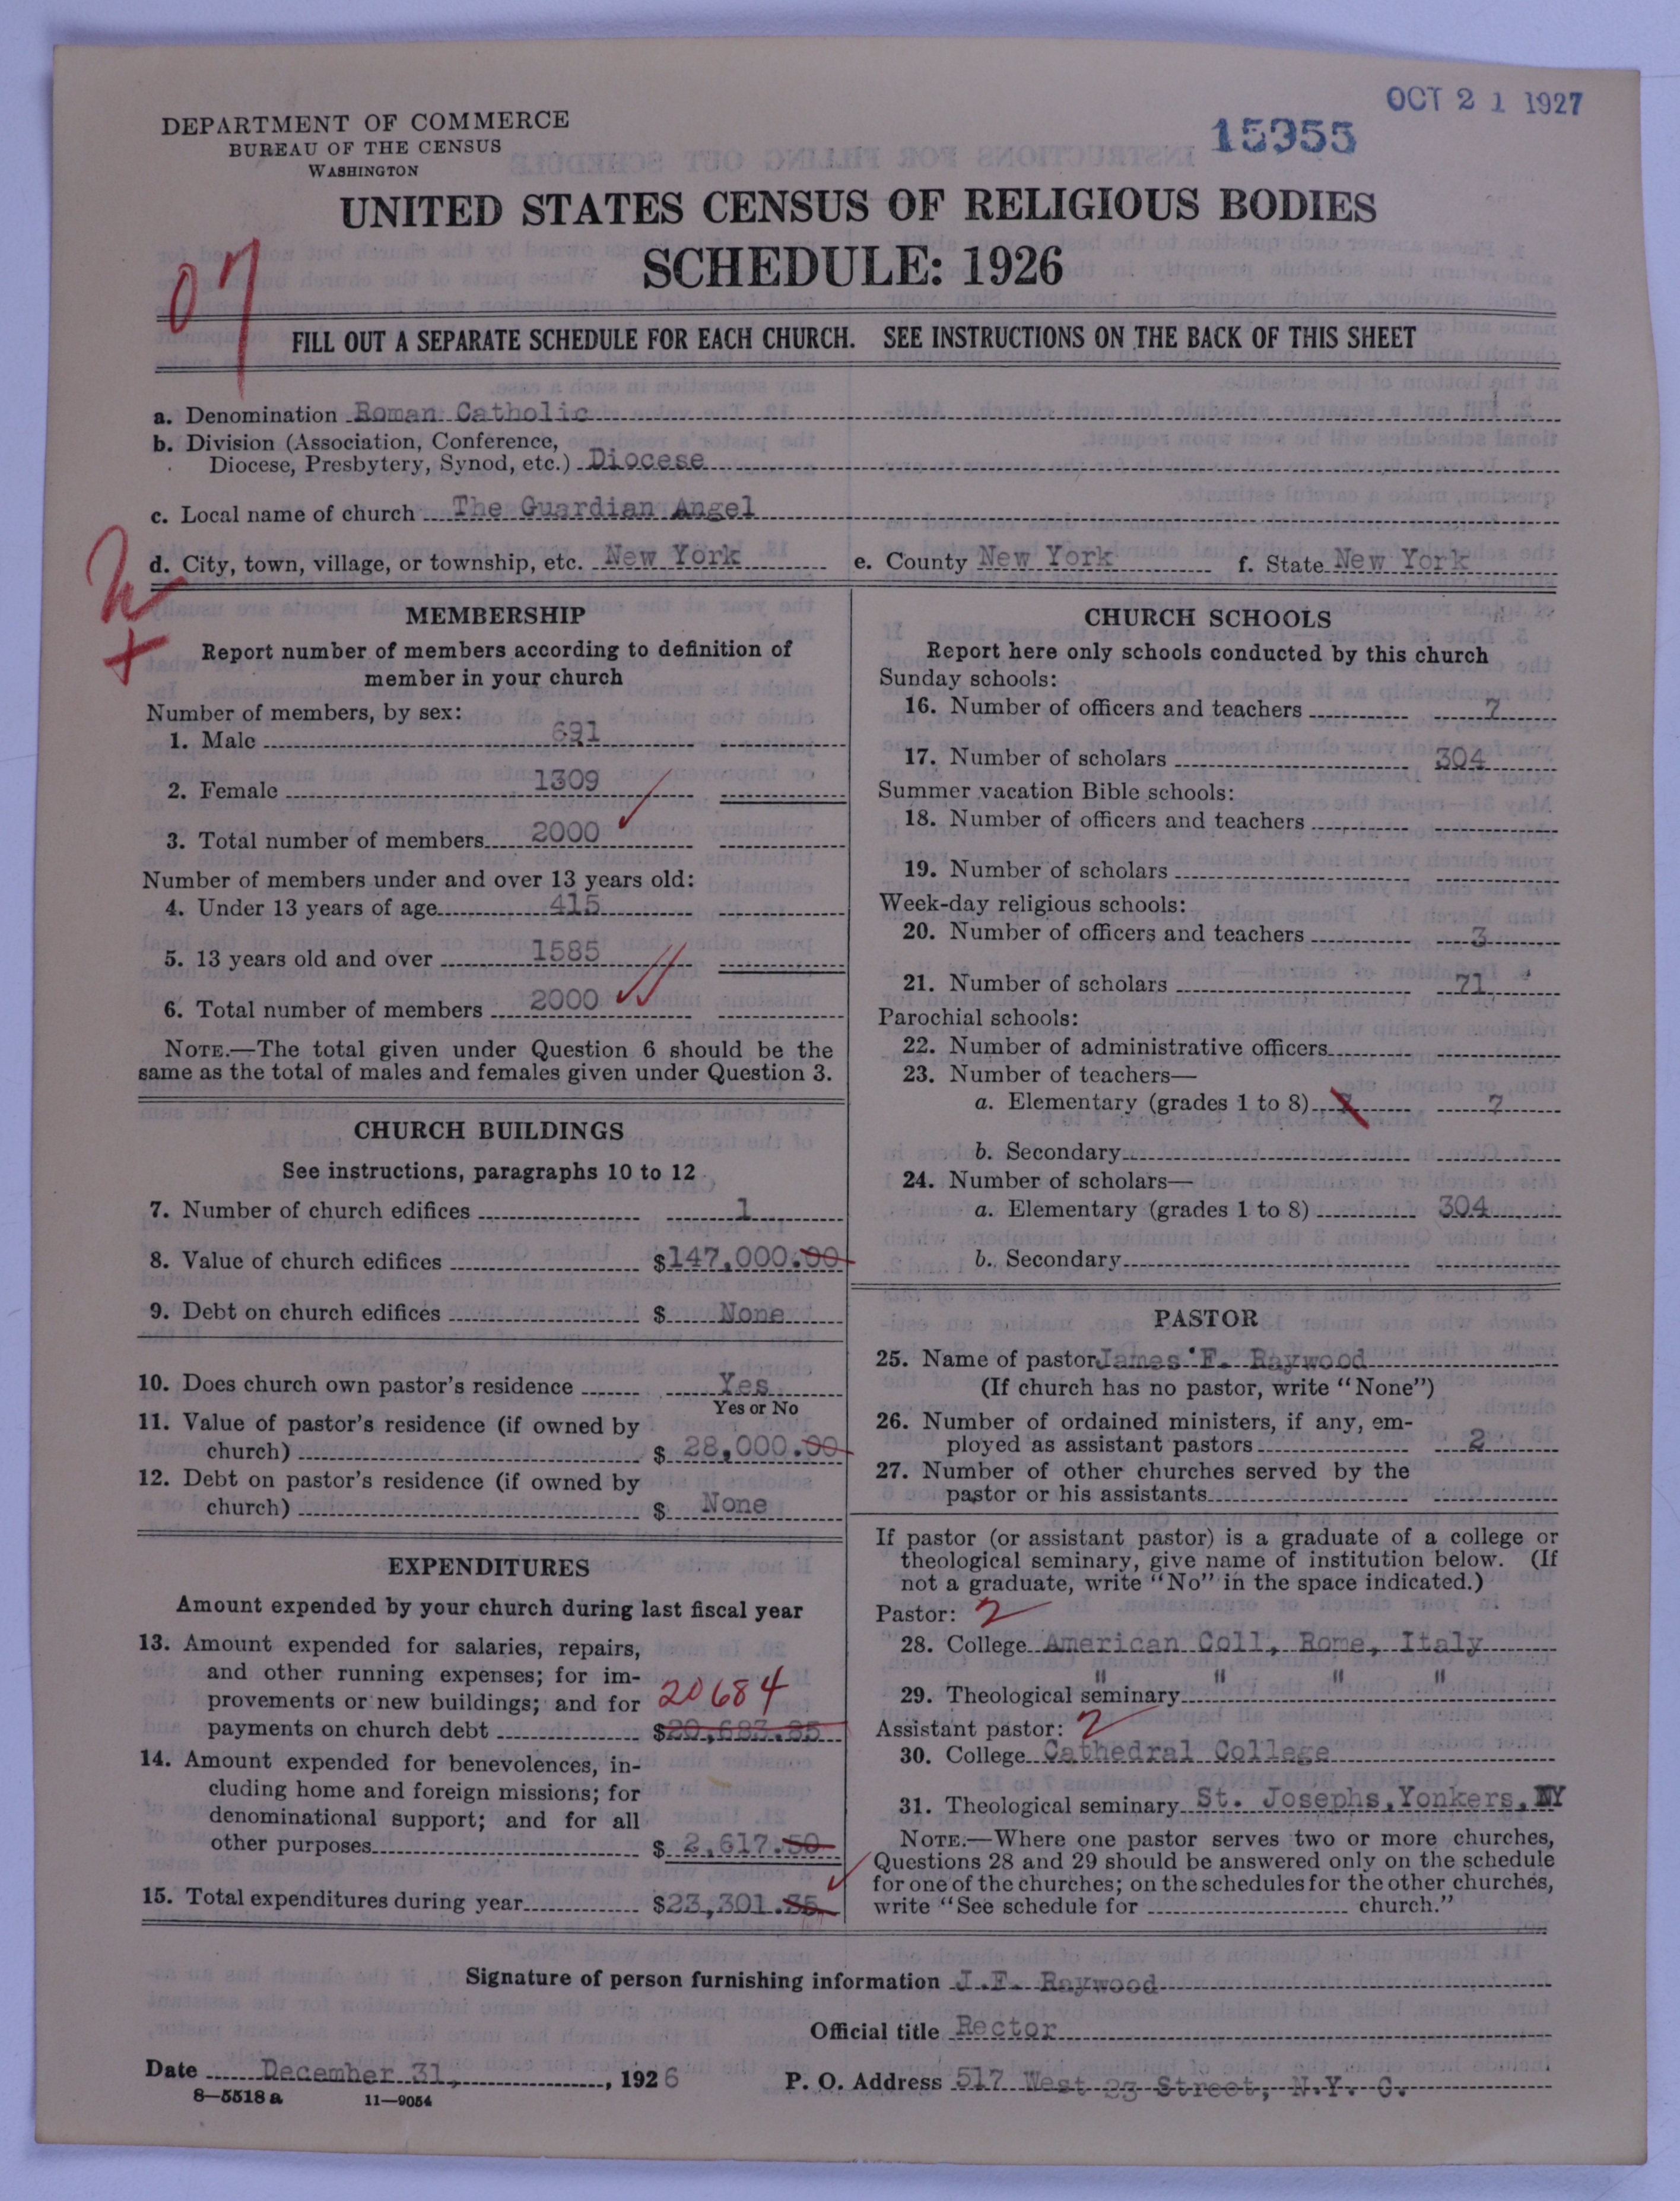 OCT 21 1927
DEPARTMENT OF COMMERCE
BUREAU OF THE CENSUS
WASHINGTON
15355
UNITED STATES CENSUS OF RELIGIOUS BODIES
SCHEDULE: 1926
07
FILL OUT A SEPARATE SCHEDULE FOR EACH CHURCH. SEE INSTRUCTIONS ON THE BACK OF THIS SHEET
a. Denomination Roman Catholic
b. Division (Association, Conference,
Diocese, Presbytery, Synod, etc.) Diocese
c. Local name of church The Guardian Angel
d. City, town, village, or township, etc. New York e. County New York f. State New York
MEMBERSHIP
Report number of members according to definition of
member in your church
Number of members, by sex:
1. Male 691
2. Female 1309
3. Total number of members 2000
Number of members under and over 13 years old:
4. Under 13 years of age 415
5. 13 years old and over 1585
6. Total number of members 2000
NOTE.—The total given under Question 6 should be the
same as the total of males and females given under Question 3.
CHURCH BUILDINGS
See instructions, paragraphs 10 to 12
7. Number of church edifices 1
8. Value of church edifices $147,000.00
9. Debt on church edifices $ None
10. Does church own pastor's residence Yes
Yes or No
11. Value of pastor's residence (if owned by
church) $ 28,000.00
12. Debt on pastor's residence (if owned by
church) $ None
EXPENDITURES
Amount expended by your church during last fiscal year
13. Amount expended for salaries, repairs,
and other running expenses; for im-
provements or new buildings; and for 20684
payments on church debt $20,683.85
14. Amount expended for benevolences, in-
cluding home and foreign missions; for
denominational support; and for all
other purposes $ 2,617.50
15. Total expenditures during year $23,301.35
CHURCH SCHOOLS
Report here only schools conducted by this church
Sunday schools:
16. Number of officers and teachers 7
17. Number of scholars 304
Summer vacation Bible schools:
18. Number of officers and teachers
19. Number of scholars
Week-day religious schools:
20. Number of officers and teachers 3
21. Number of scholars 71
Parochial schools:
22. Number of administrative officers
23. Number of teachers—
a. Elementary (grades 1 to 8) 7
b. Secondary
24. Number of scholars—
a. Elementary (grades 1 to 8) 304
b. Secondary
PASTOR
25. Name of pastor James F. Raywood
(If church has no pastor, write "None")
26. Number of ordained ministers, if any, em-
ployed as assistant pastors 2
27. Number of other churches served by the
pastor or his assistants
If pastor (or assistant pastor) is a graduate of a college or
theological seminary, give name of institution below. (If
not a graduate, write "No" in the space indicated.)
Pastor: 2
28. College American Coll, Rome, Italy
29. Theological seminary " " " "
Assistant pastor: 2
30. College Cathedral College
31. Theological seminary St. Josephs, Yonkers, NY
NOTE.—Where one pastor serves two or more churches,
Questions 28 and 29 should be answered only on the schedule
for one of the churches; on the schedules for the other churches,
write "See schedule for church."
Signature of person furnishing information J.F. Raywood
Official title Rector
Date December 31, , 1926 P. O. Address 517 West 23 Street, N.Y. C.
8—5518 a 11—9054